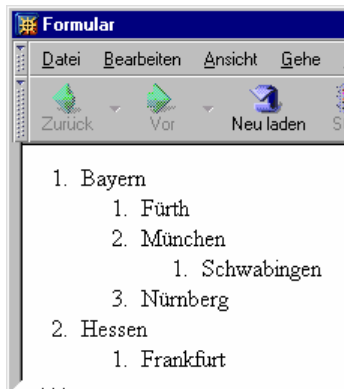 Formular
Datei Bearbeiten Ansicht Gehe
Zurück Vor Neu laden
1. Bayern
1. Fürth
2. München
1. Schwabingen
3. Nürnberg
2. Hessen
1. Frankfurt